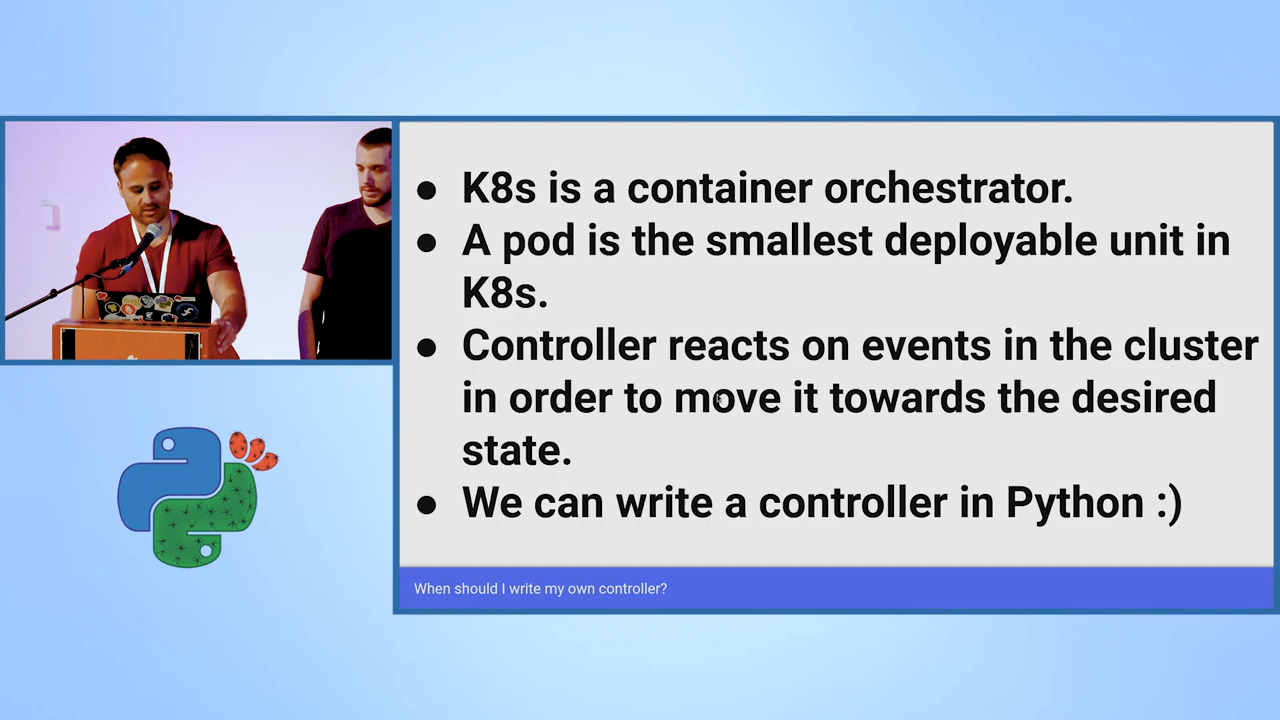 ● K8s is a container orchestrator.
● A pod is the smallest deployable unit in
K8s.
● Controller reacts on events in the cluster
in order to move it towards the desired
state.
● We can write a controller in Python :)
When should I write my own controller?